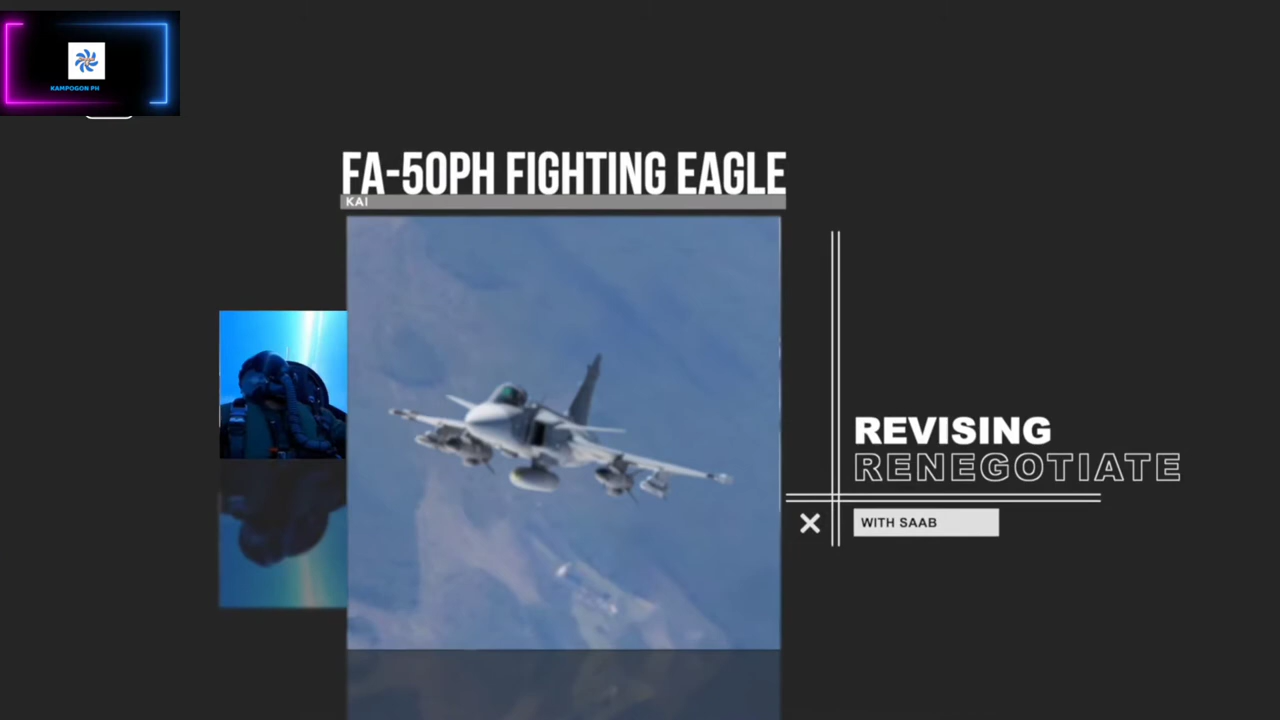 KAMPOGON PH
FA-50PH FIGHTING EAGLE
KAI
REVISING
RENEGOTIATE
WITH SAAB